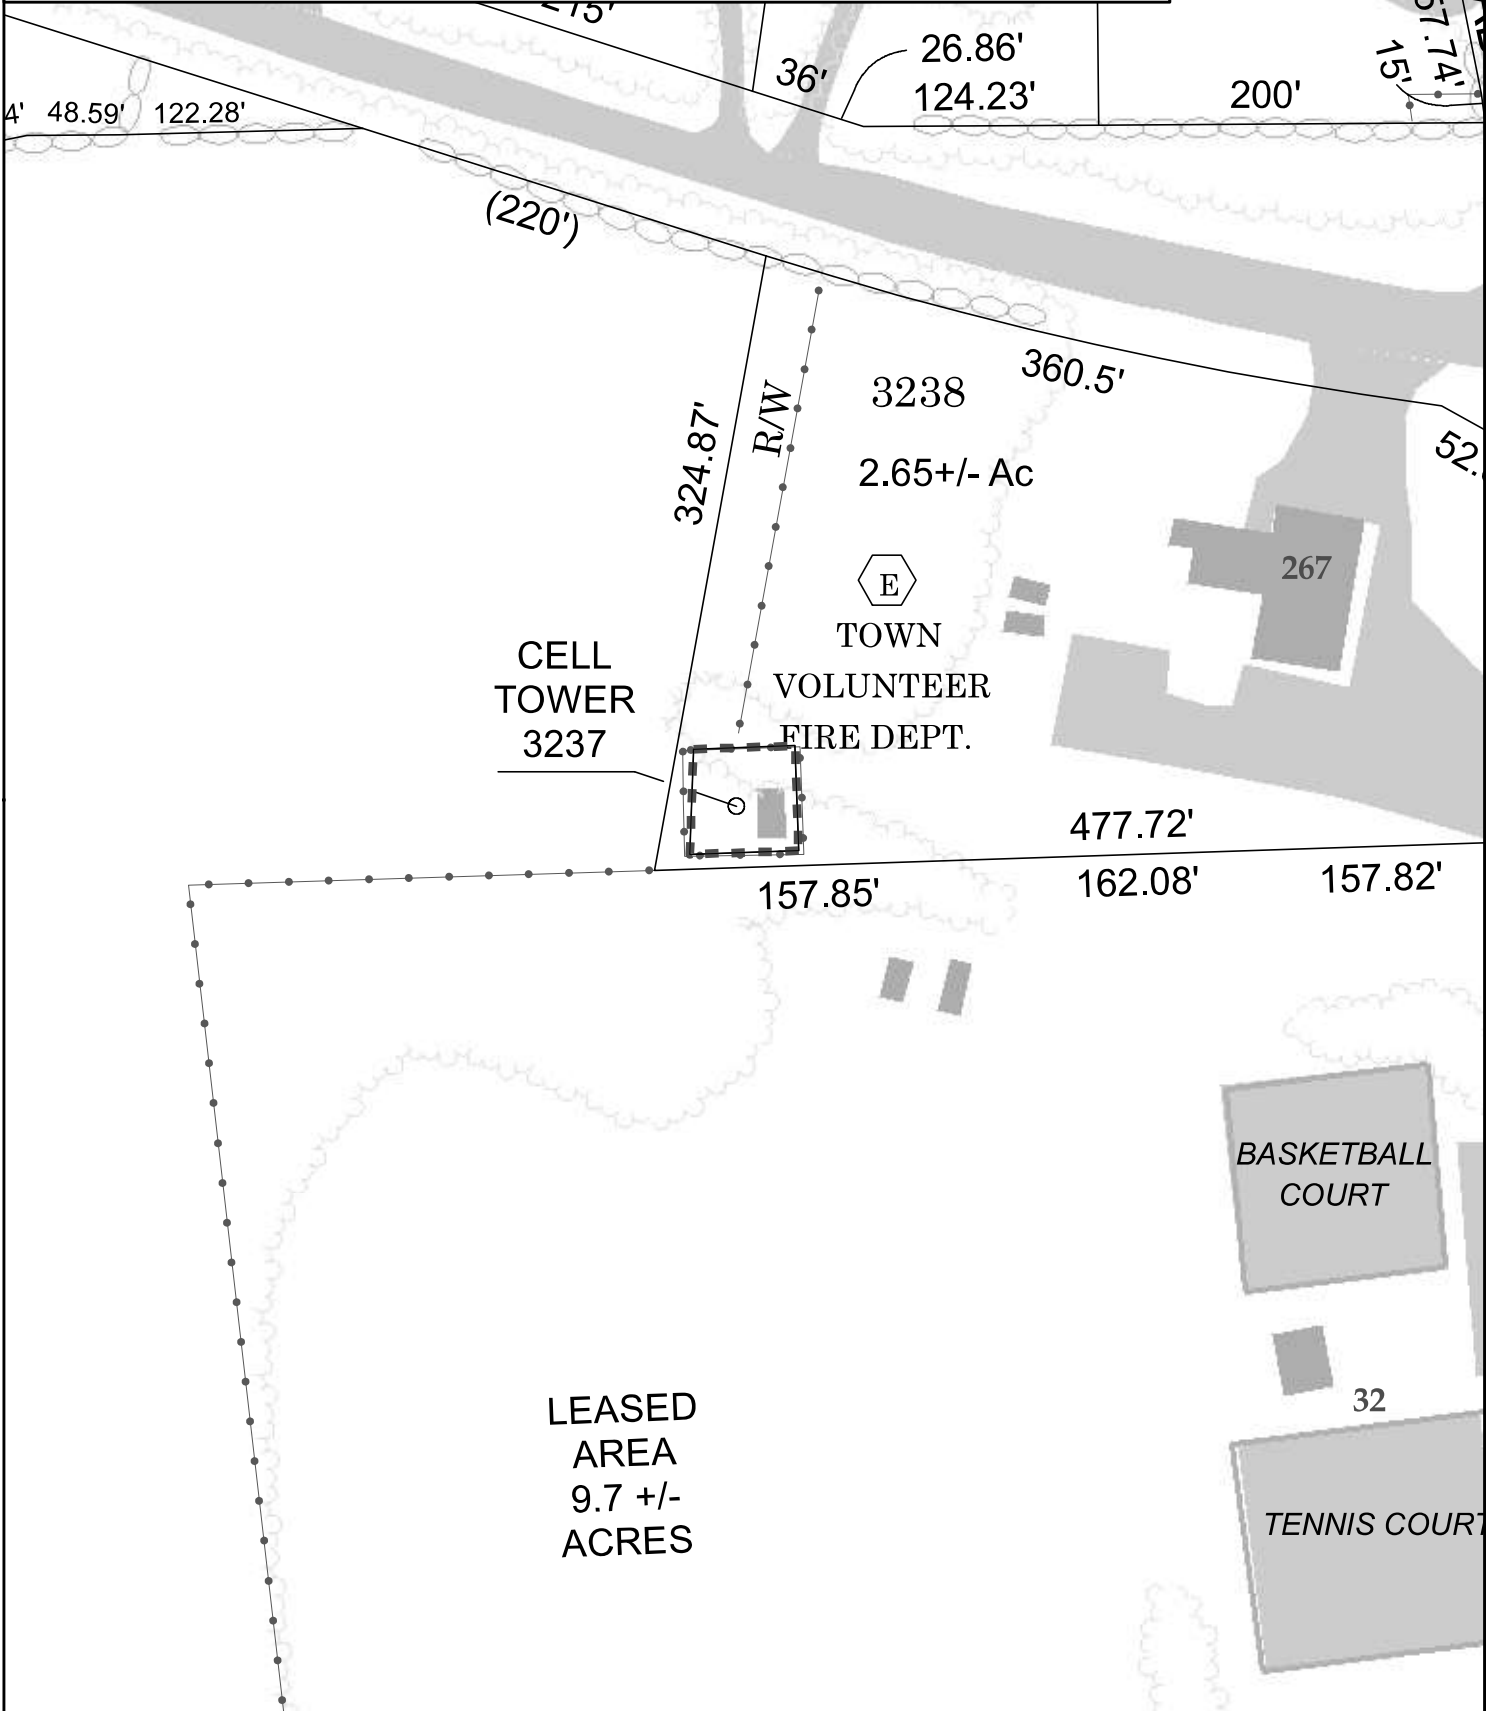 36'
26.86'
124.23'
200'
15'
57.74'
48.59'
122.28'
(220')
360.5'
324.87'
R/W
3238
2.65+/- Ac
E
TOWN
VOLUNTEER
FIRE DEPT.
267
CELL
TOWER
3237
477.72'
157.85'
162.08'
157.82'
BASKETBALL
COURT
32
TENNIS COURT
LEASED
AREA
9.7 +/-
ACRES